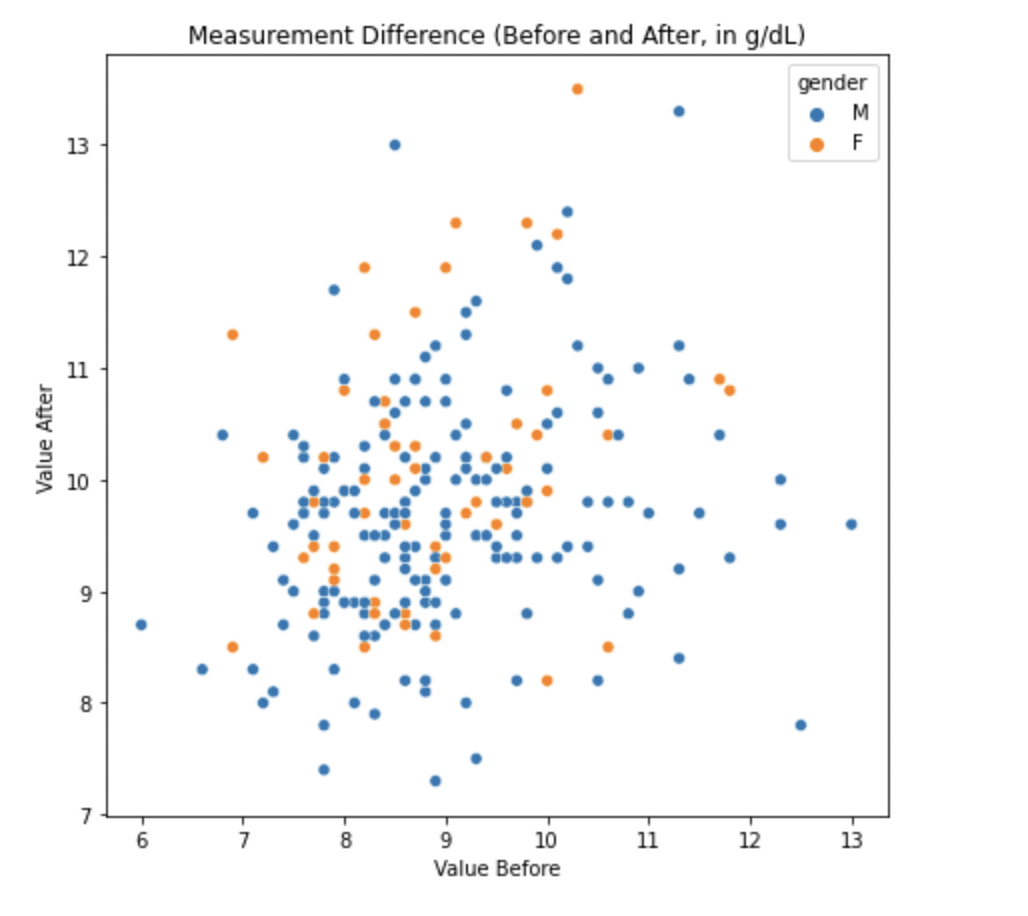 Measurement Difference (Before and After, in g/dL)
gender
M
F
13
12
11
10
9
8
7
Value After
6 7 8 9 10 11 12 13
Value Before